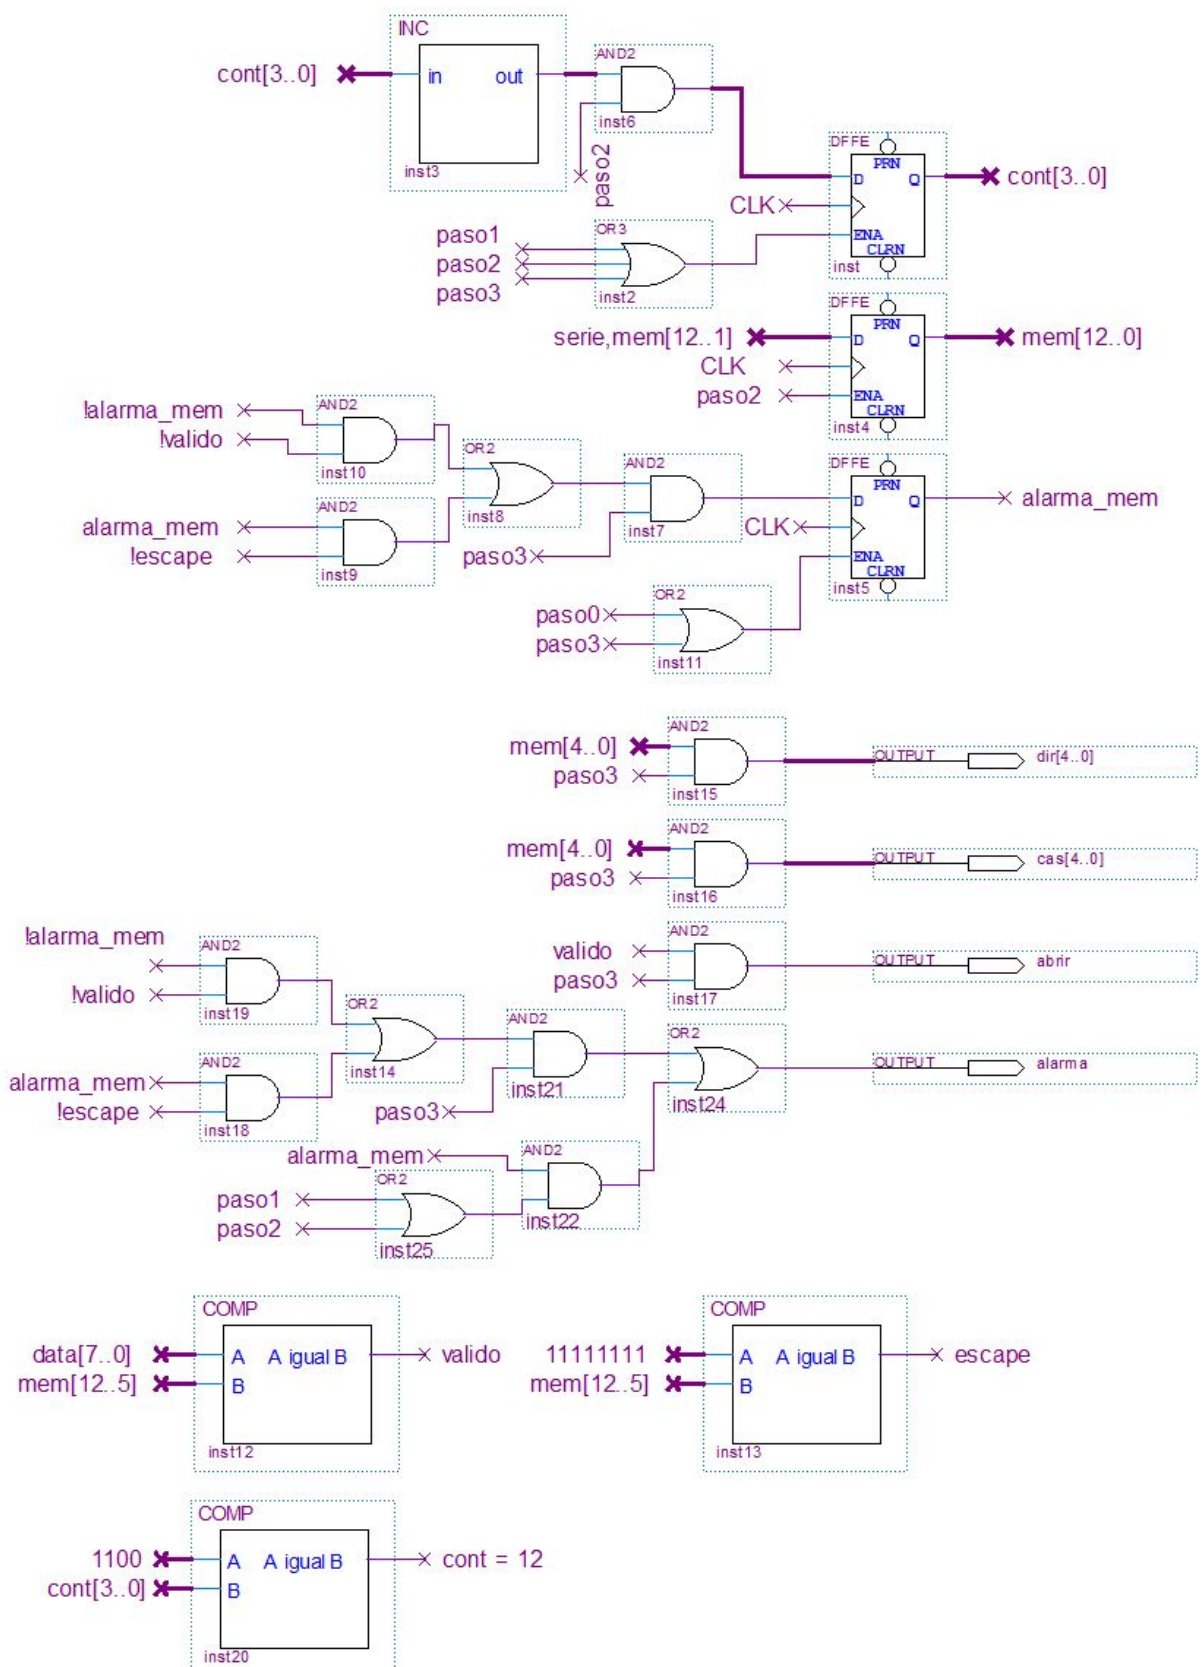 INC
cont[3..0]
in out
inst3
AND2
inst6
paso2
DFFE
PRN
D Q
cont[3..0]
CLK
ENA
CLRN
inst
paso1
paso2
paso3
OR3
inst2
DFFE
PRN
serie,mem[12..1]
D Q
mem[12..0]
CLK
paso2
ENA
CLRN
inst4
!alarma_mem
!valido
AND2
inst10
alarma_mem
!escape
AND2
inst9
OR2
inst8
paso3
AND2
inst7
DFFE
PRN
D Q
alarma_mem
CLK
ENA
CLRN
inst5
paso0
paso3
OR2
inst11
mem[4..0]
paso3
AND2
inst15
OUTPUT
dir[4..0]
mem[4..0]
paso3
AND2
inst16
OUTPUT
cas[4..0]
valido
paso3
AND2
inst17
OUTPUT
abrir
!alarma_mem
!valido
AND2
inst19
alarma_mem
!escape
AND2
inst18
OR2
inst14
paso3
AND2
inst21
OR2
inst24
OUTPUT
alarma
alarma_mem
AND2
inst22
paso1
paso2
OR2
inst25
COMP
data[7..0]
mem[12..5]
A A igual B
B
valido
inst12
COMP
11111111
mem[12..5]
A A igual B
B
escape
inst13
COMP
1100
cont[3..0]
A A igual B
B
cont = 12
inst20